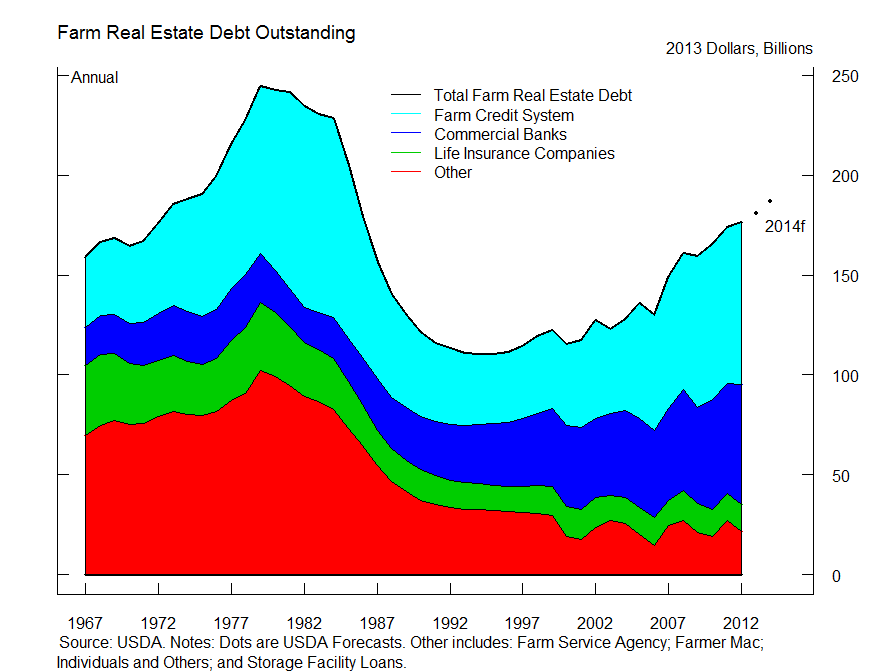 Farm Real Estate Debt Outstanding
2013 Dollars, Billions
Annual
250
Total Farm Real Estate Debt
Farm Credit System
Commercial Banks
Life Insurance Companies
Other
200
2014f
150
100
50
0
1967 1972 1977 1982 1987 1992 1997 2002 2007 2012
Source: USDA. Notes: Dots are USDA Forecasts. Other includes: Farm Service Agency; Farmer Mac;
Individuals and Others; and Storage Facility Loans.